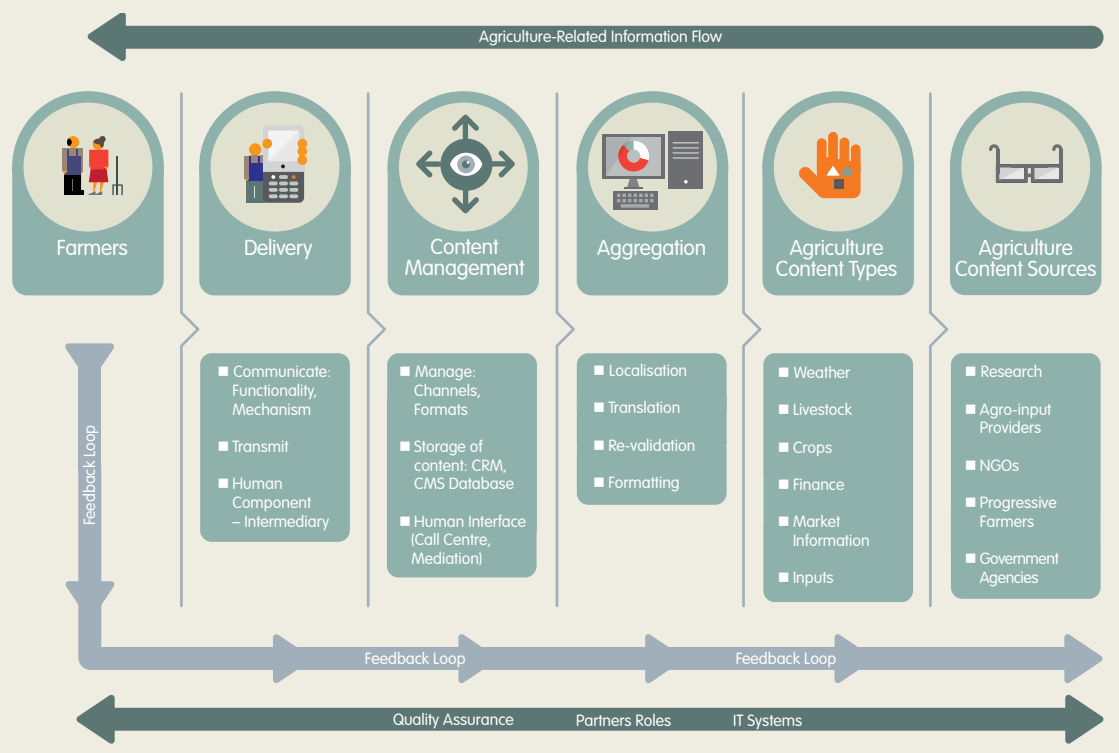 Agriculture-Related Information Flow
Farmers
Delivery
Content
Management
Aggregation
Agriculture
Content Types
Agriculture
Content Sources
Communicate:
Functionality,
Mechanism
Transmit
Human
Component
– Intermediary
Manage:
Channels,
Formats
Storage of
content: CRM,
CMS Database
Human Interface
(Call Centre,
Mediation)
Localisation
Translation
Re-validation
Formatting
Weather
Livestock
Crops
Finance
Market
Information
Inputs
Research
Agro-input
Providers
NGOs
Progressive
Farmers
Government
Agencies
Feedback Loop
Feedback Loop
Feedback Loop
Quality Assurance
Partners Roles
IT Systems